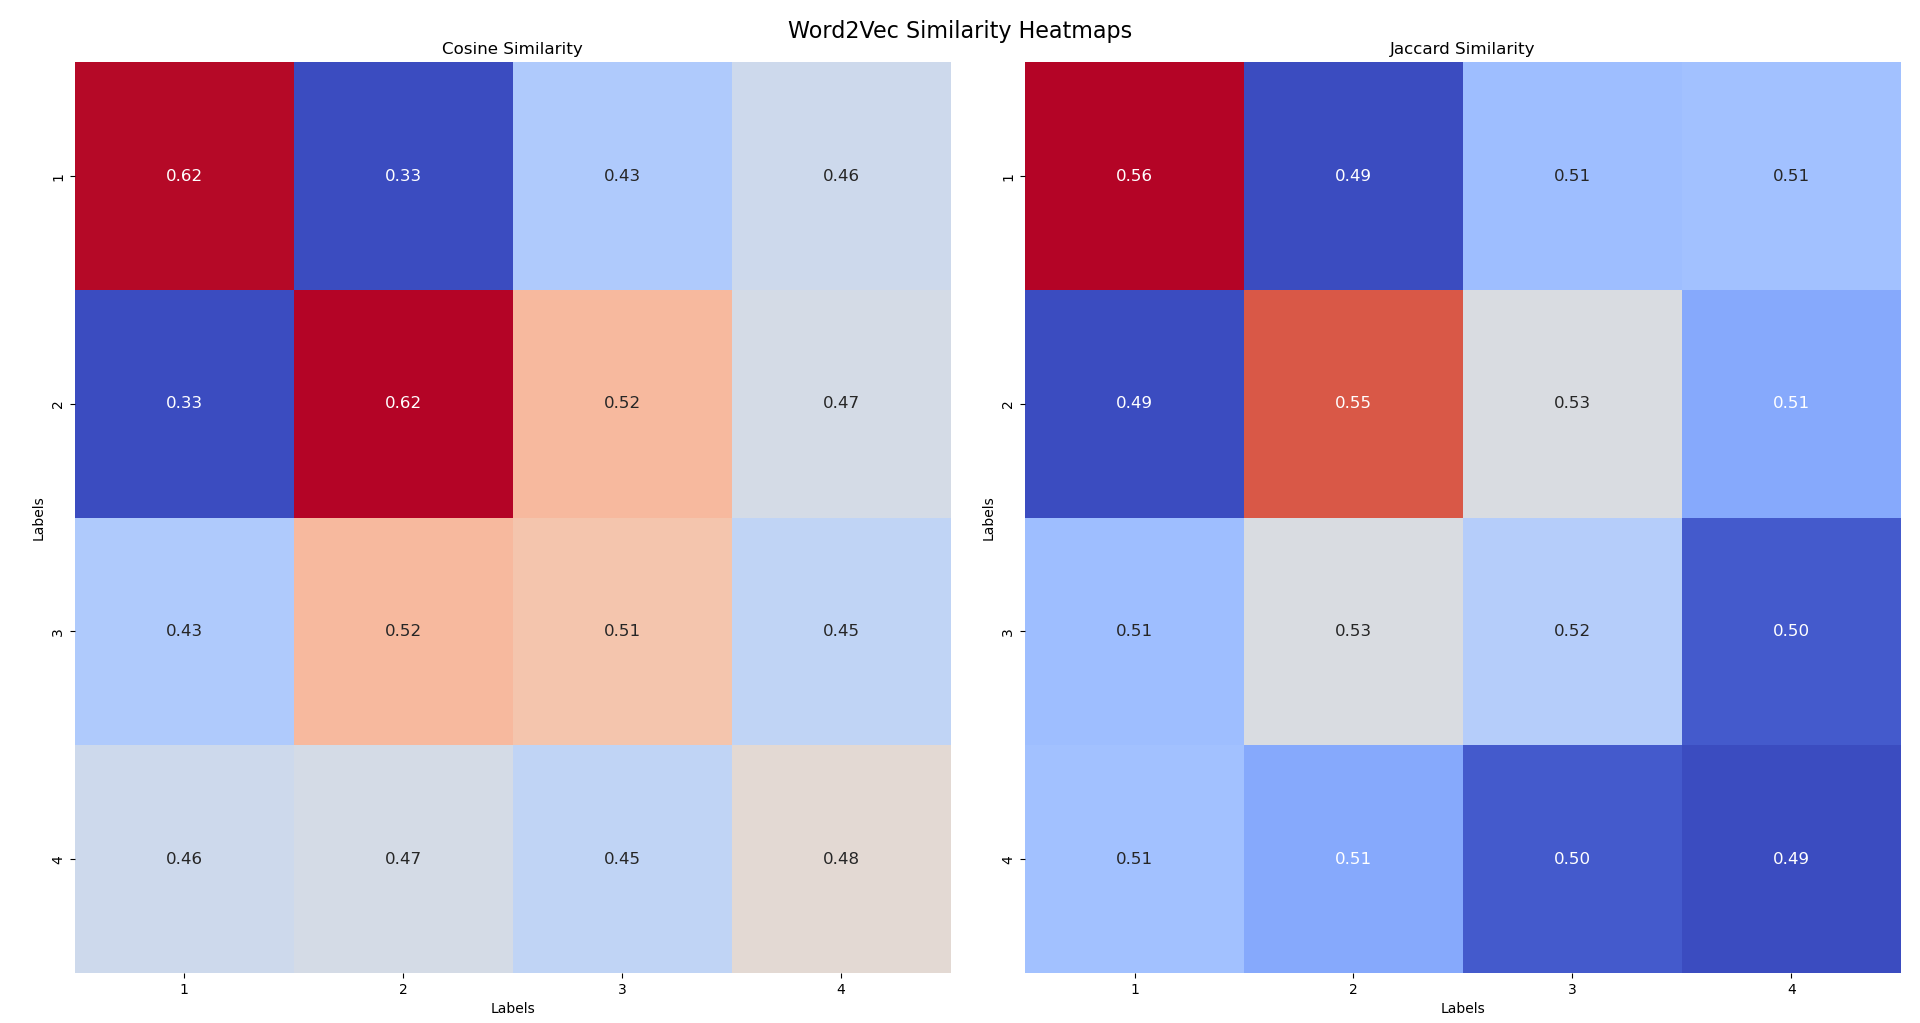 Word2Vec Similarity Heatmaps
Cosine Similarity
1 0.62 0.33 0.43 0.46
2 0.33 0.62 0.52 0.47
Labels
3 0.43 0.52 0.51 0.45
4 0.46 0.47 0.45 0.48
1 2 3 4
Labels
Jaccard Similarity
1 0.56 0.49 0.51 0.51
2 0.49 0.55 0.53 0.51
Labels
3 0.51 0.53 0.52 0.50
4 0.51 0.51 0.50 0.49
1 2 3 4
Labels